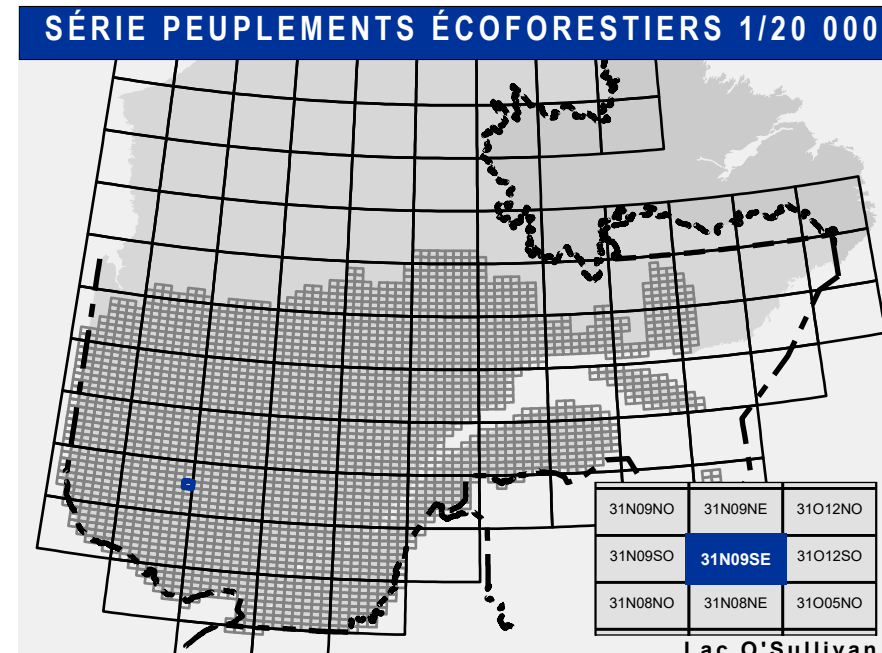 SÉRIE PEUPLEMENTS ÉCOFORESTIERS 1/20 000
31N09NO 31N09NE 31O12NO
31N09SO 31N09SE 31O12SO
31N08NO 31N08NE 31O05NO
Lac O'Sullivan